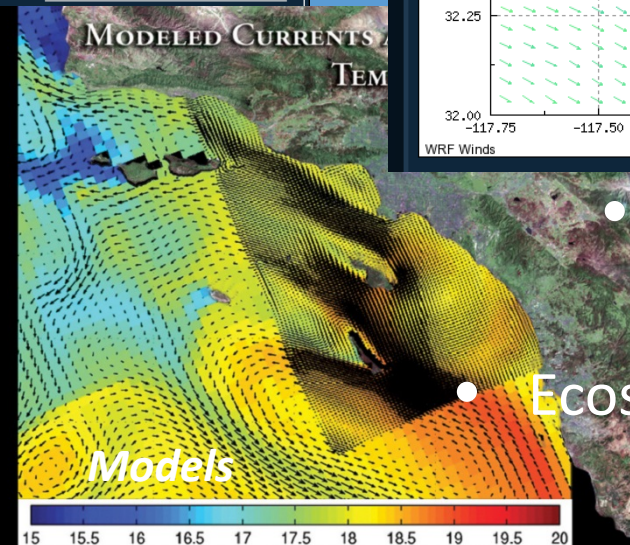 32.25
32.00
-117.75 -117.50
WRF Winds
MODELED CURRENTS
TEM
Ecos
Models
15 15.5 16 16.5 17 17.5 18 18.5 19 19.5 20